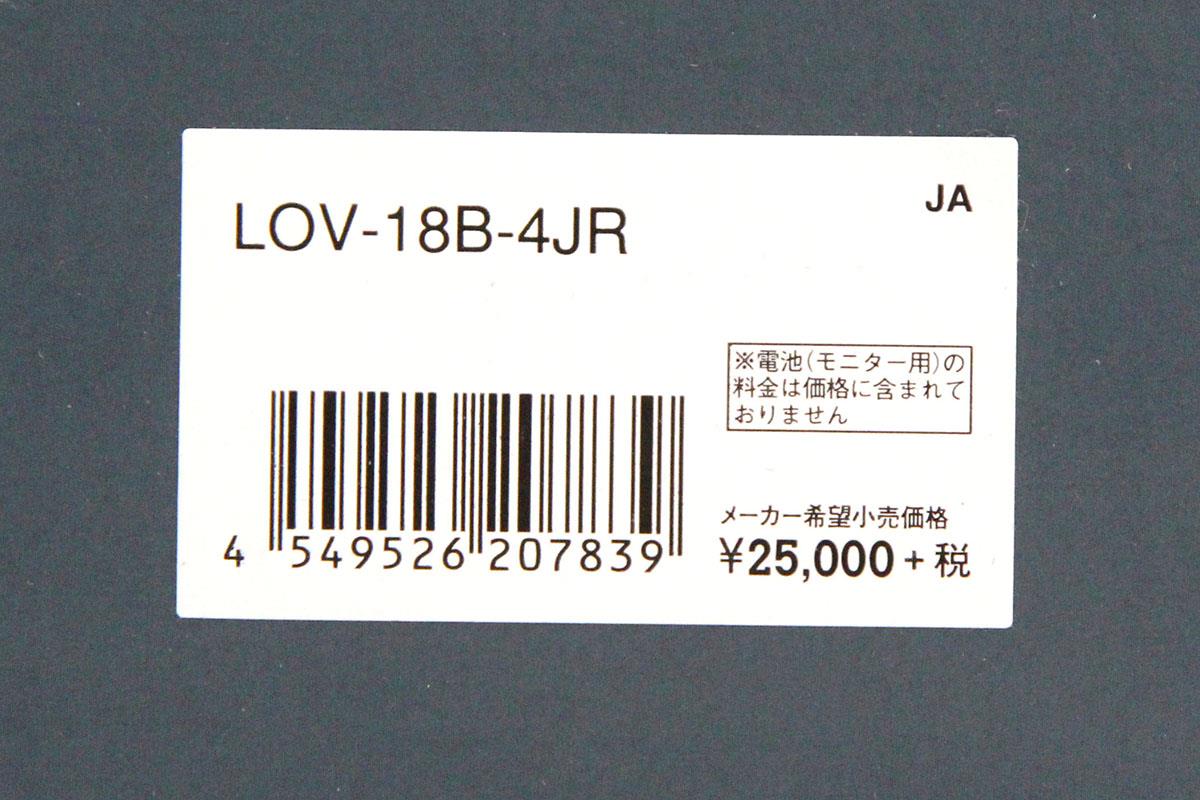 JA
LOV-18B-4JR
※電池(モニター用)の
料金は価格に含まれて
おりません
メーカー希望小売価格
¥25,000+税
4 549526 207839